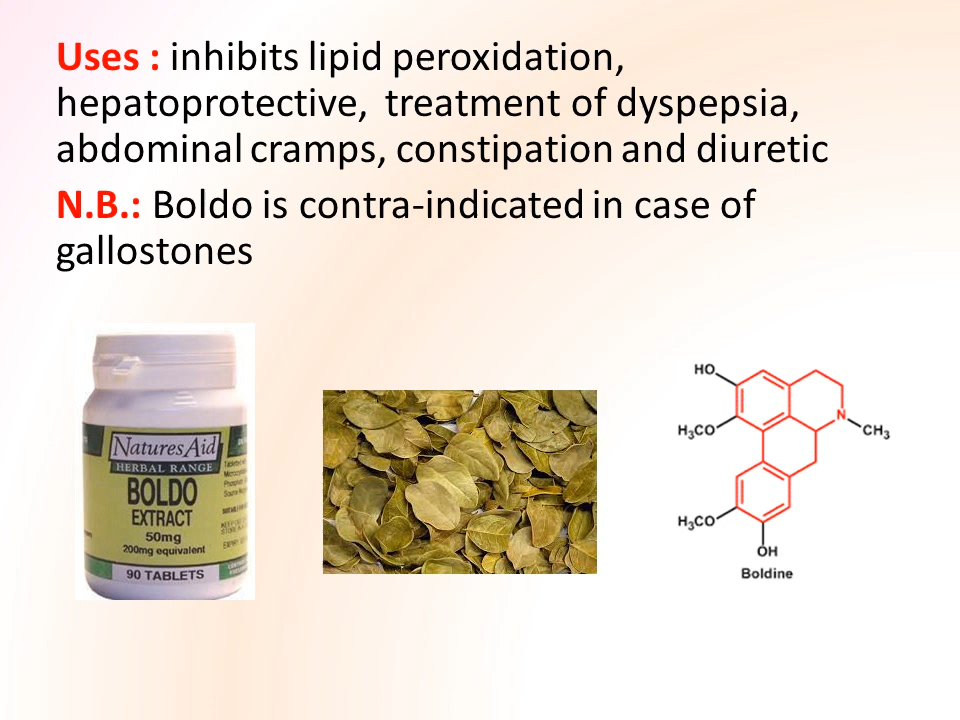 Uses : inhibits lipid peroxidation,
hepatoprotective, treatment of dyspepsia,
abdominal cramps, constipation and diuretic
N.B.: Boldo is contra-indicated in case of
gallostones
NaturesAid
HERBAL RANGE
BOLDO
EXTRACT
50mg
200mg equivalent
90 TABLETS
HO
H₃CO
N
CH₃
H₃CO
OH
Boldine